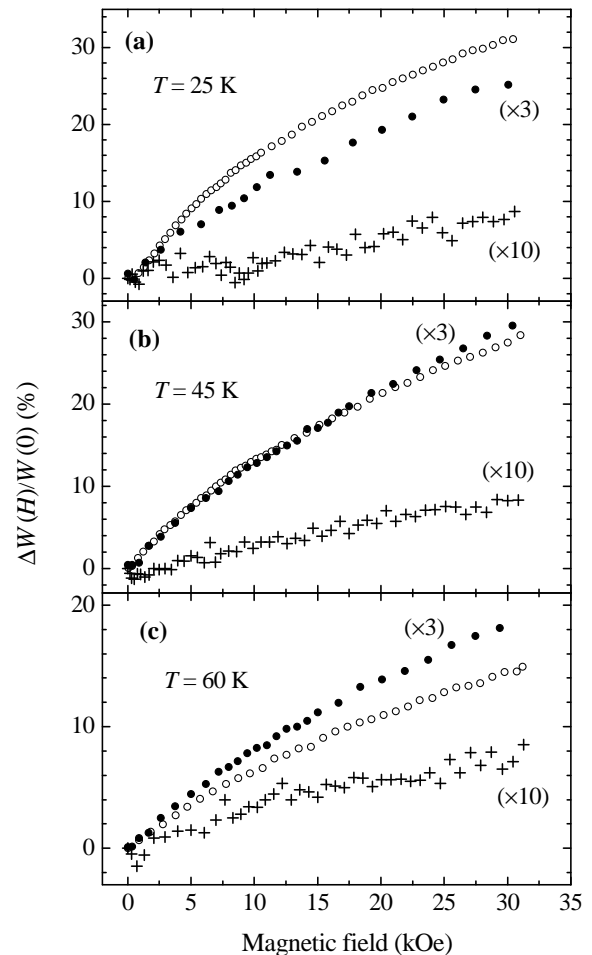 (a)
T = 25 K
30
20
10
0
(×3)
(×10)
(b)
T = 45 K
30
20
10
0
(×3)
(×10)
ΔW(H)/W(0) (%)
(c)
T = 60 K
20
10
0
(×3)
(×10)
0 5 10 15 20 25 30 35
Magnetic field (kOe)